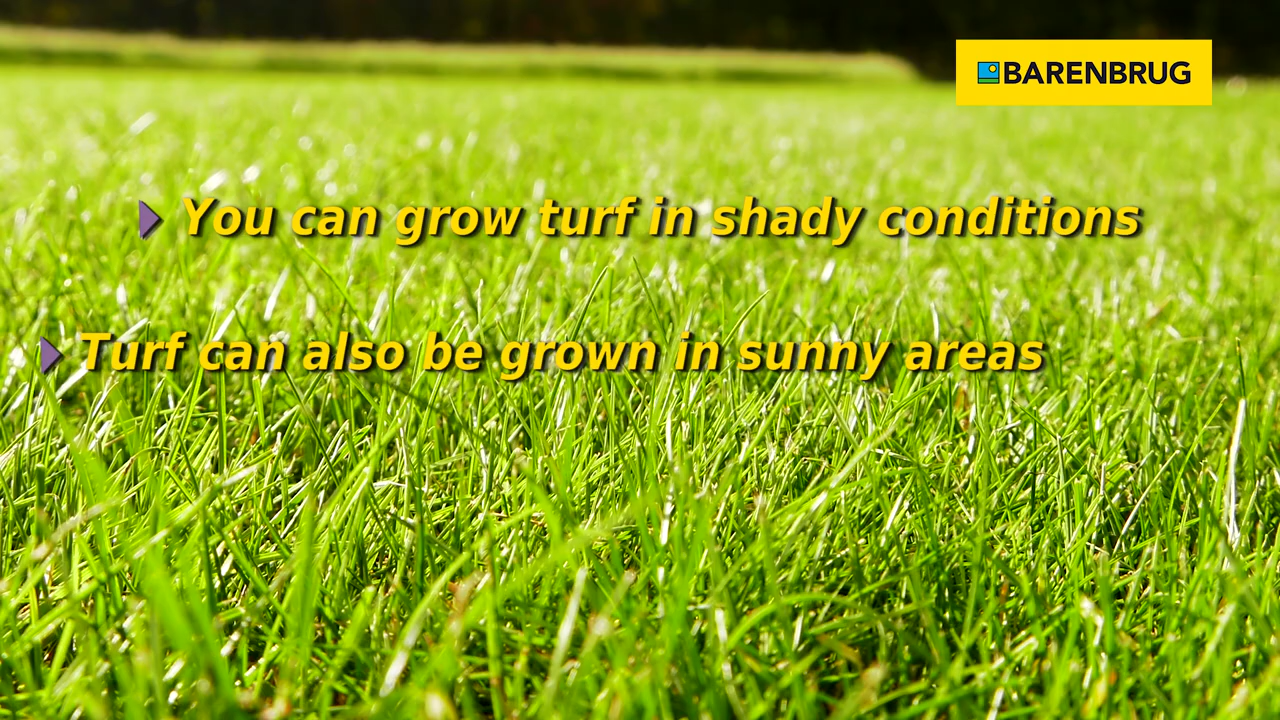 BARENBRUG
You can grow turf in shady conditions
Turf can also be grown in sunny areas